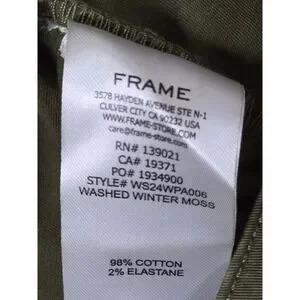 FRAME
3578 HAYDEN AVENUE STE N-1
CULVER CITY CA 90232 USA
WWW.FRAME-STORE.COM
care@frame-store.com
RN# 139021
CA# 19371
PO# 1934900
STYLE# WS24WPA006
WASHED WINTER MOSS
98% COTTON
2% ELASTANE